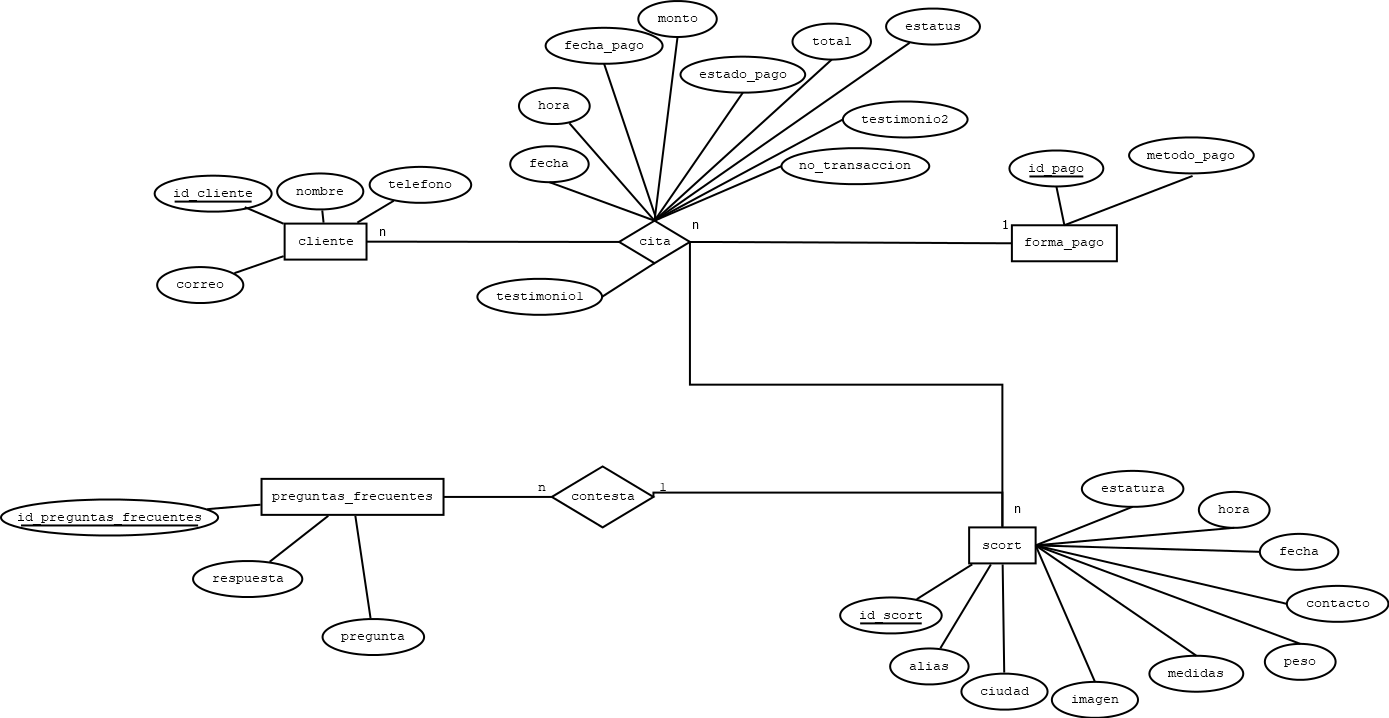 monto
estatus
total
fecha_pago
estado_pago
hora
testimonio2
metodo_pago
fecha
no_transaccion
id_pago
telefono
nombre
id_cliente
n
n
1
cliente
cita
forma_pago
correo
testimonio1
n
1
estatura
preguntas_frecuentes
contesta
hora
n
id_preguntas_frecuentes
scort
fecha
respuesta
contacto
id_scort
pregunta
alias
peso
medidas
ciudad
imagen